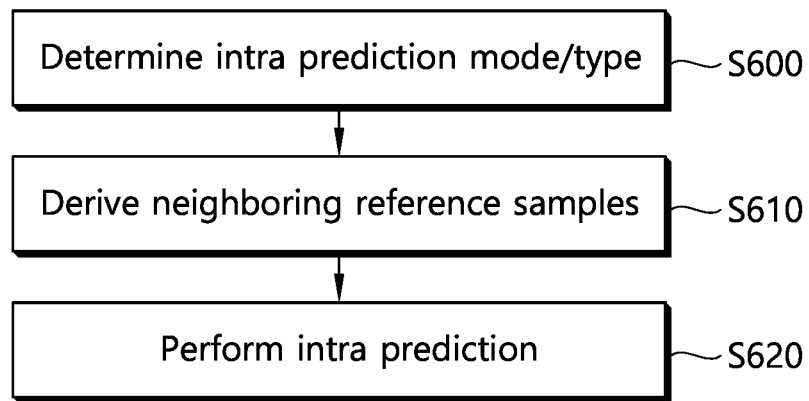 Determine intra prediction mode/type
S600
Derive neighboring reference samples
S610
Perform intra prediction
S620